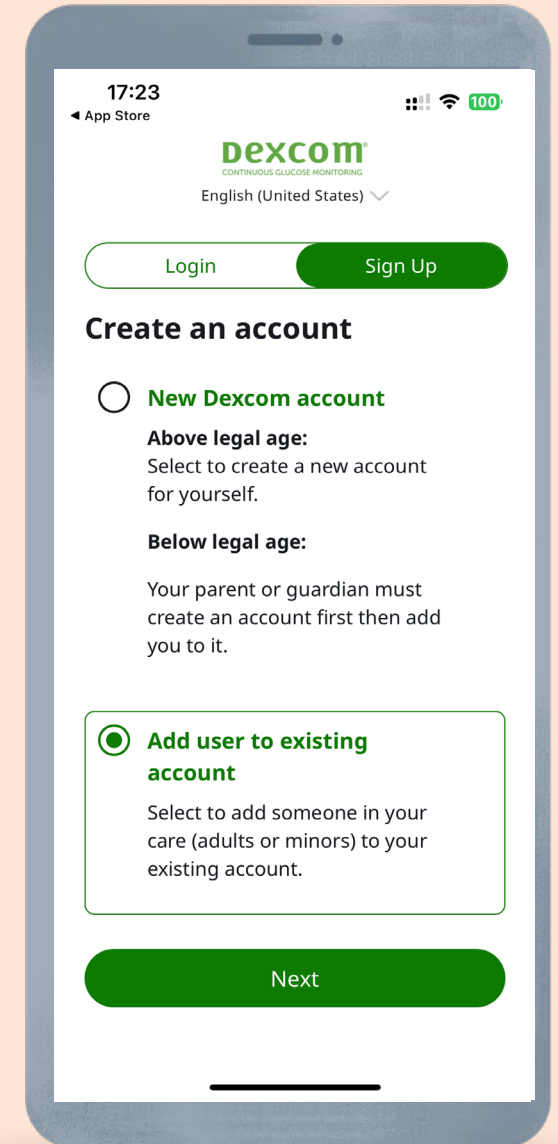 17:23
100
◀ App Store
Dexcom
CONTINUOUS GLUCOSE MONITORING
English (United States)
Login
Sign Up
Create an account
New Dexcom account
Above legal age:
Select to create a new account
for yourself.
Below legal age:
Your parent or guardian must
create an account first then add
you to it.
Add user to existing
account
Select to add someone in your
care (adults or minors) to your
existing account.
Next